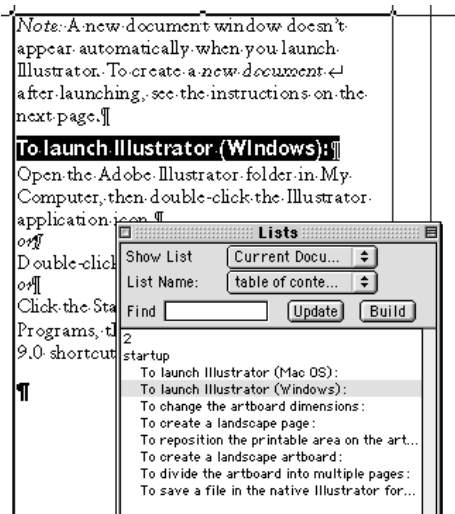 Note: A new document window doesn't
appear automatically when you launch
Illustrator. To create a new document ↵
after launching, see the instructions on the
next page.¶
To launch Illustrator (Windows):¶
Open the Adobe Illustrator folder in My
Computer, then double-click the Illustrator
application icon.¶
or¶
Double-clic
or¶
Click the Sta
Programs, t
9.0 shortcut
¶
Lists
Show List Current Docu...
List Name: table of conte...
Find Update Build
2
startup
To launch Illustrator (Mac OS):
To launch Illustrator (Windows):
To change the artboard dimensions:
To create a landscape page:
To reposition the printable area on the art...
To create a landscape artboard:
To divide the artboard into multiple pages:
To save a file in the native Illustrator for...